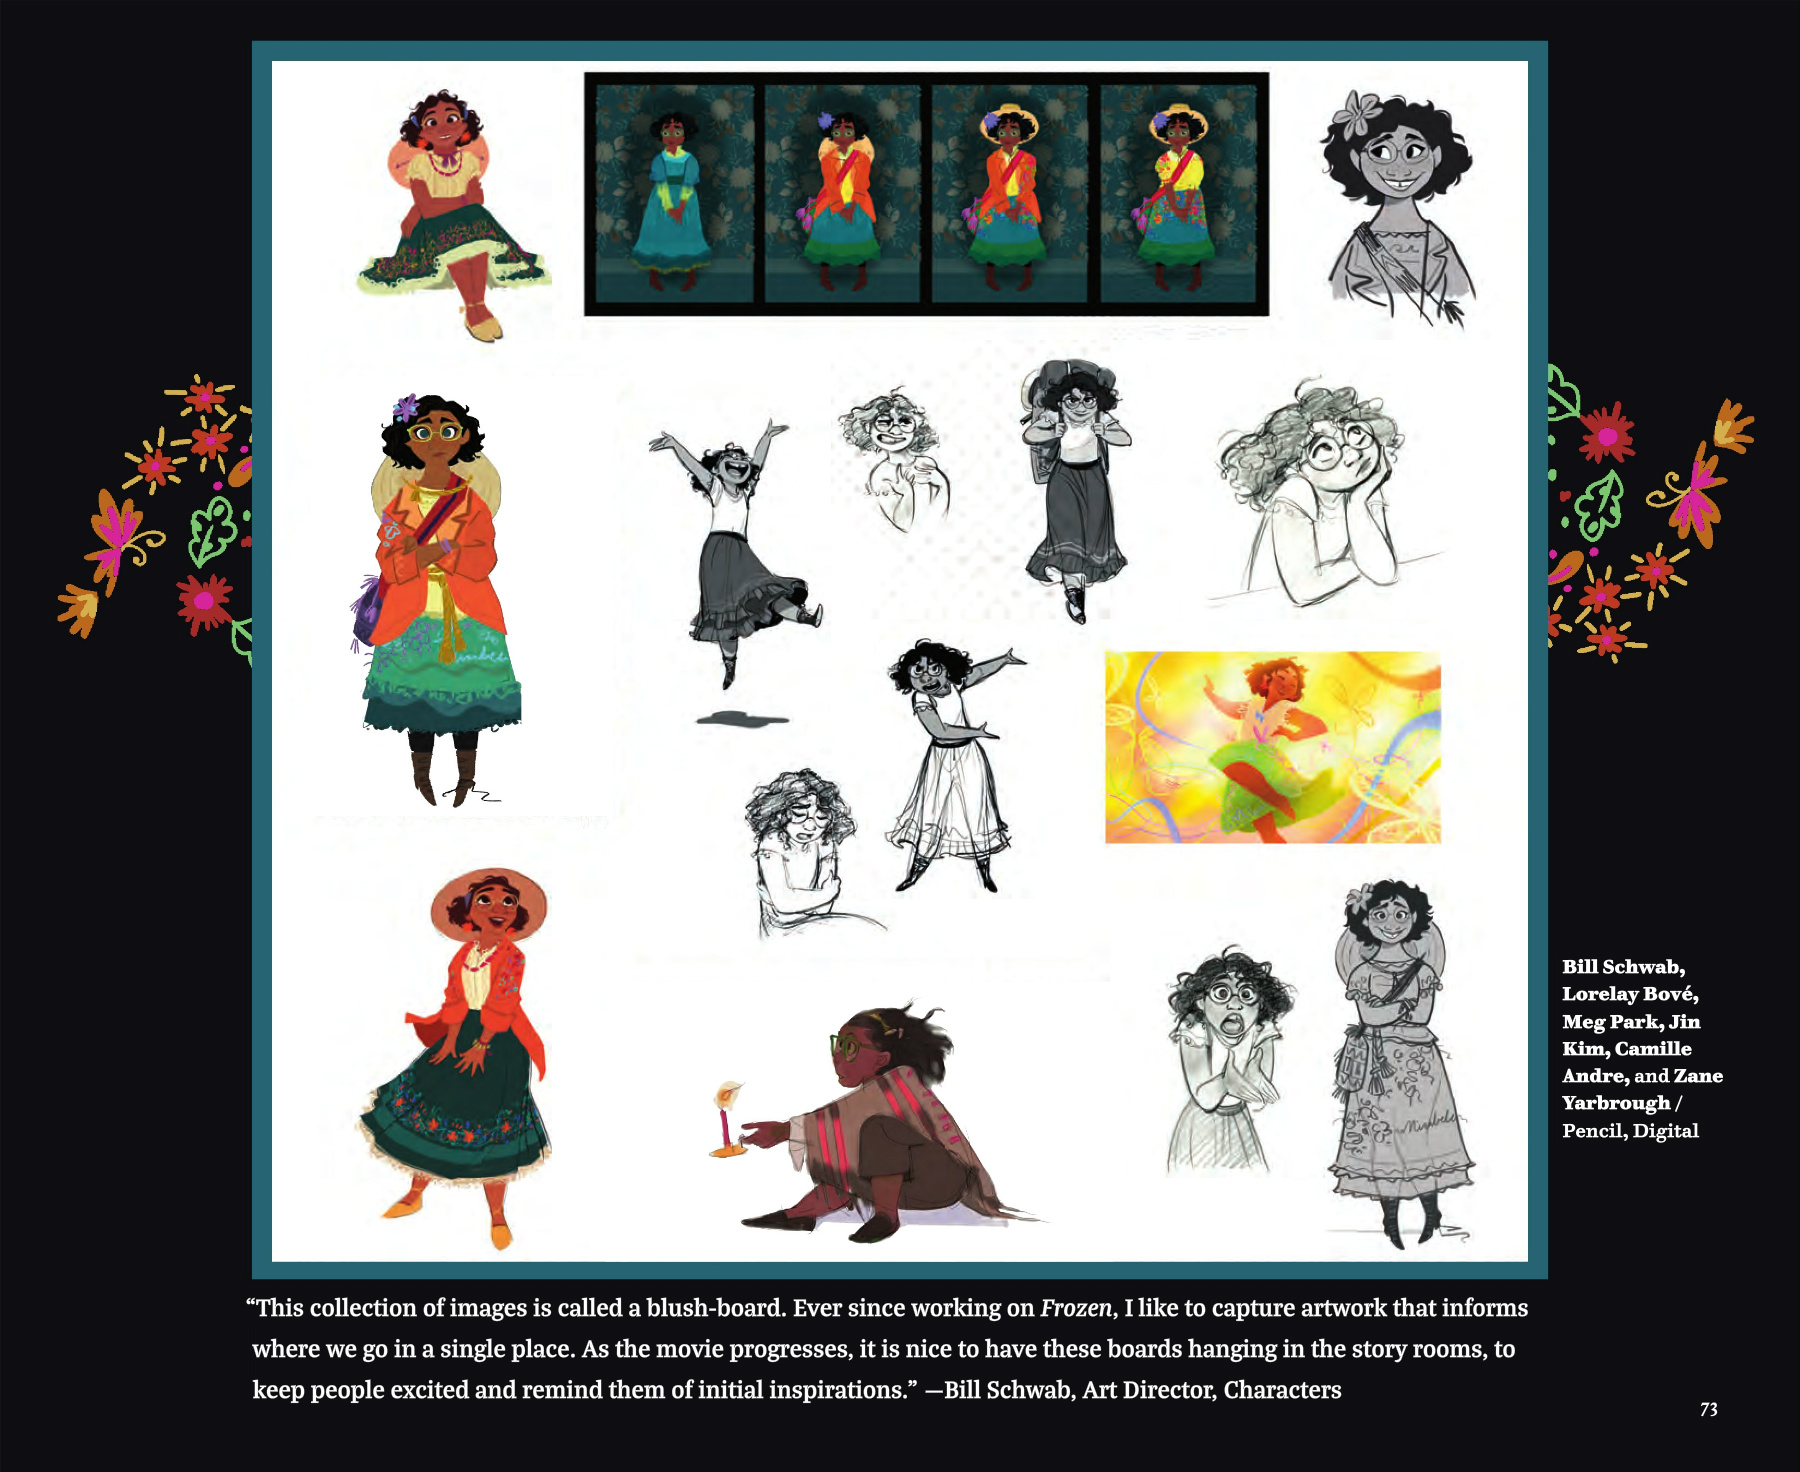 Mirabel
Bill Schwab,
Lorelay Bové,
Meg Park, Jin
Kim, Camille
Andre, and Zane
Yarbrough /
Pencil, Digital
“This collection of images is called a blush-board. Ever since working on Frozen, I like to capture artwork that informs
where we go in a single place. As the movie progresses, it is nice to have these boards hanging in the story rooms, to
keep people excited and remind them of initial inspirations.” —Bill Schwab, Art Director, Characters
73